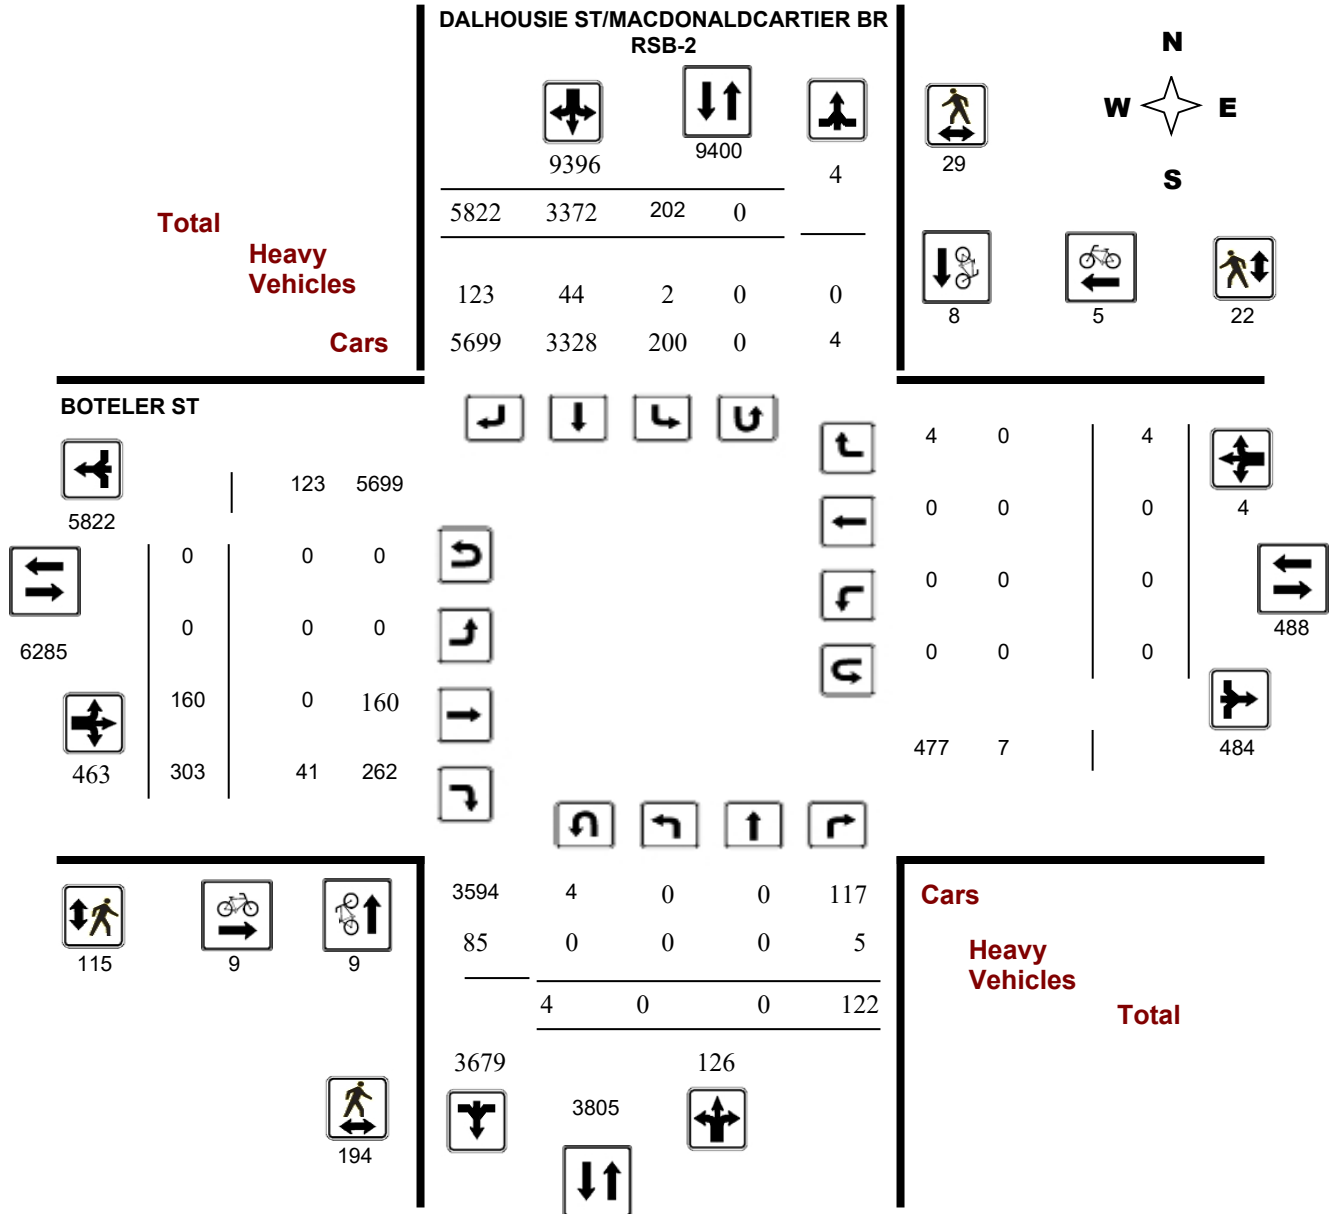 DALHOUSIE ST/MACDONALDCARTIER BR
RSB-2
N
W E
S
9396
9400
4
29
5822 3372 202 0
Total
Heavy
Vehicles
123 44 2 0 0
8 5 22
Cars
5699 3328 200 0 4
BOTELER ST
4 0 4
123 5699
5822
0 0 0
4
0 0 0
0 0 0
488
0 0 0
6285
0 0 0
160 0 160
477 7
484
463
303 41 262
3594 4 0 0 117
Cars
85 0 0 0 5
Heavy
Vehicles
115 9 9
4 0 0 122
Total
3679 126
3805
194